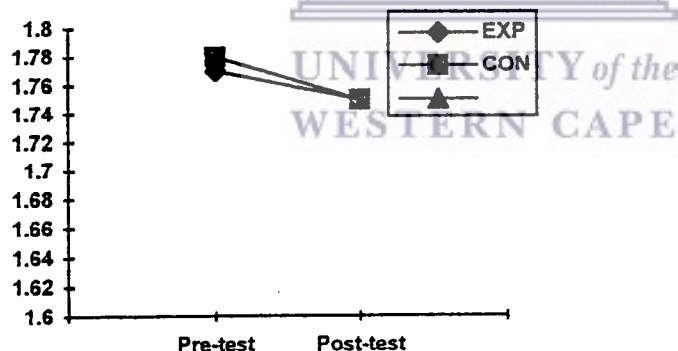 1.8
1.78
1.76
1.74
1.72
1.7
1.68
1.66
1.64
1.62
1.6
Pre-test Post-test
EXP
CON
UNIVERSITY of the
WESTERN CAPE